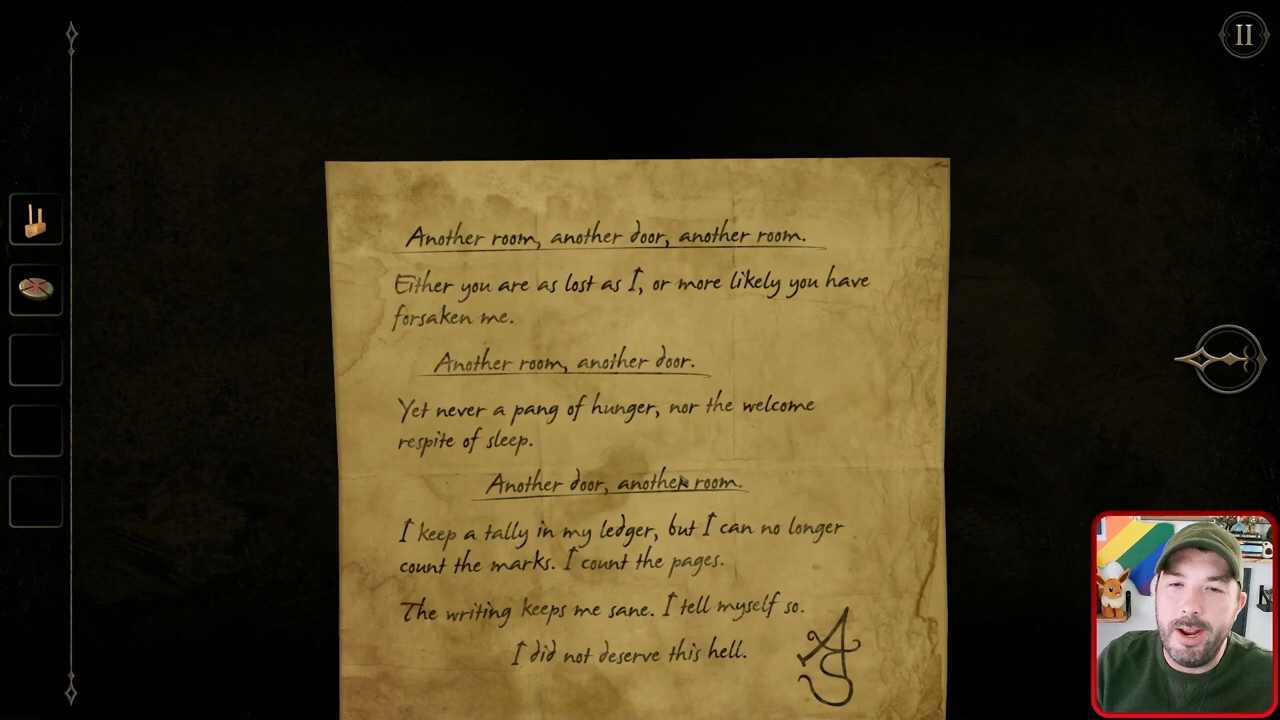 Another room, another door, another room.
Either you are as lost as I, or more likely you have
forsaken me.
Another room, another door.
Yet never a pang of hunger, nor the welcome
respite of sleep.
Another door, another room.
I keep a tally in my ledger, but I can no longer
count the marks. I count the pages.
The writing keeps me sane. I tell myself so.
I did not deserve this hell.
AS